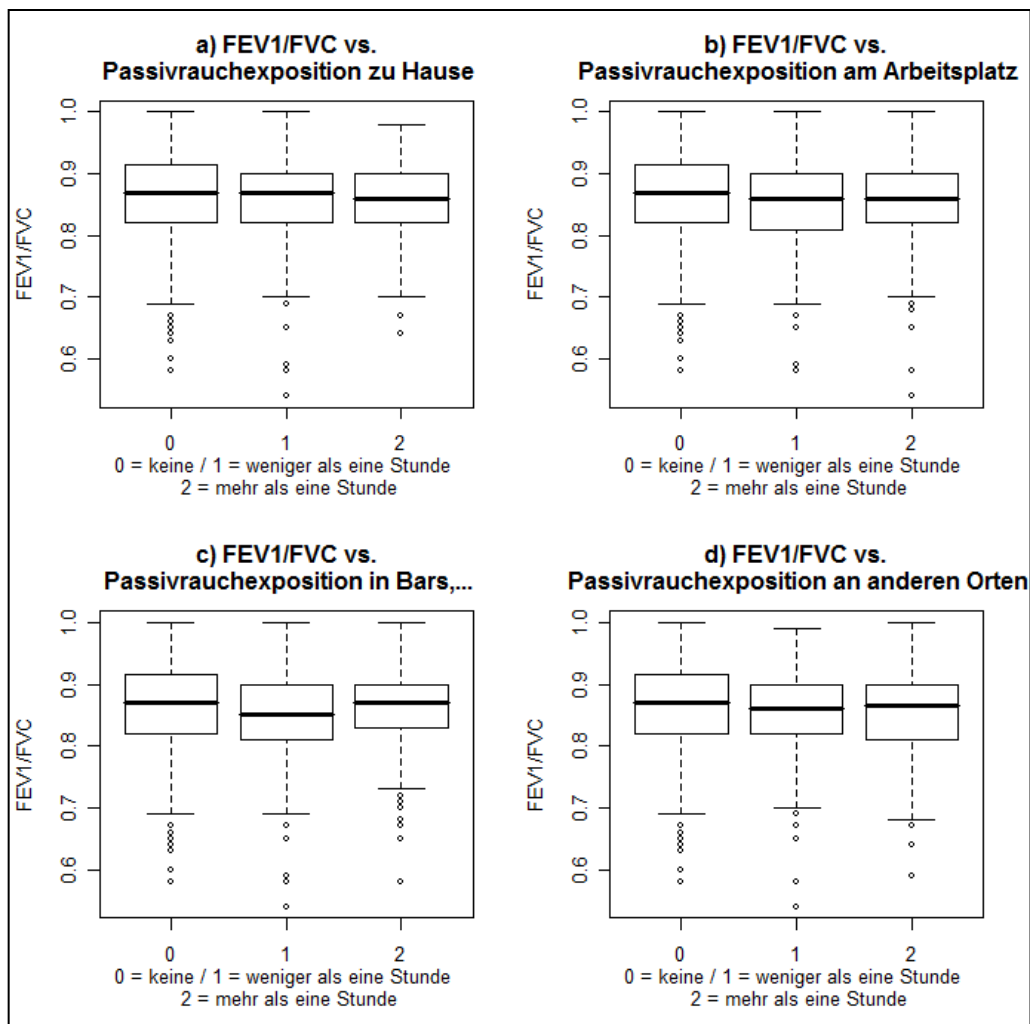 a) FEV1/FVC vs.
Passivrauchexposition zu Hause
FEV1/FVC
1.0
0.9
0.8
0.7
0.6
0 1 2
0 = keine / 1 = weniger als eine Stunde
2 = mehr als eine Stunde
b) FEV1/FVC vs.
Passivrauchexposition am Arbeitsplatz
FEV1/FVC
1.0
0.9
0.8
0.7
0.6
0 1 2
0 = keine / 1 = weniger als eine Stunde
2 = mehr als eine Stunde
c) FEV1/FVC vs.
Passivrauchexposition in Bars,...
FEV1/FVC
1.0
0.9
0.8
0.7
0.6
0 1 2
0 = keine / 1 = weniger als eine Stunde
2 = mehr als eine Stunde
d) FEV1/FVC vs.
Passivrauchexposition an anderen Orten
FEV1/FVC
1.0
0.9
0.8
0.7
0.6
0 1 2
0 = keine / 1 = weniger als eine Stunde
2 = mehr als eine Stunde